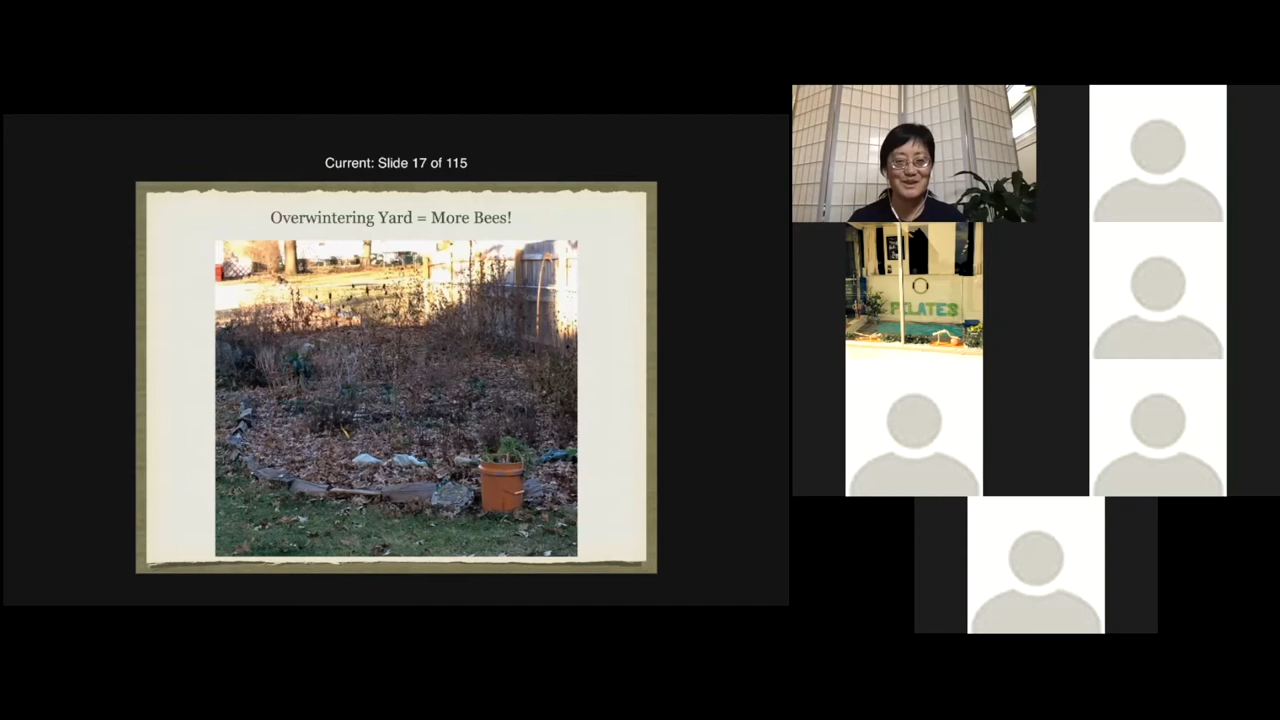 Current: Slide 17 of 115
Overwintering Yard = More Bees!
PILATES